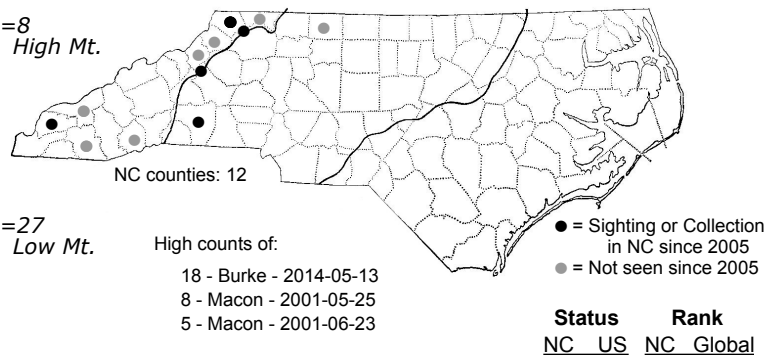 =8
High Mt.
NC counties: 12
=27
Low Mt.
High counts of:
18 - Burke - 2014-05-13
8 - Macon - 2001-05-25
5 - Macon - 2001-06-23
= Sighting or Collection
in NC since 2005
= Not seen since 2005
Status Rank
NC US NC Global